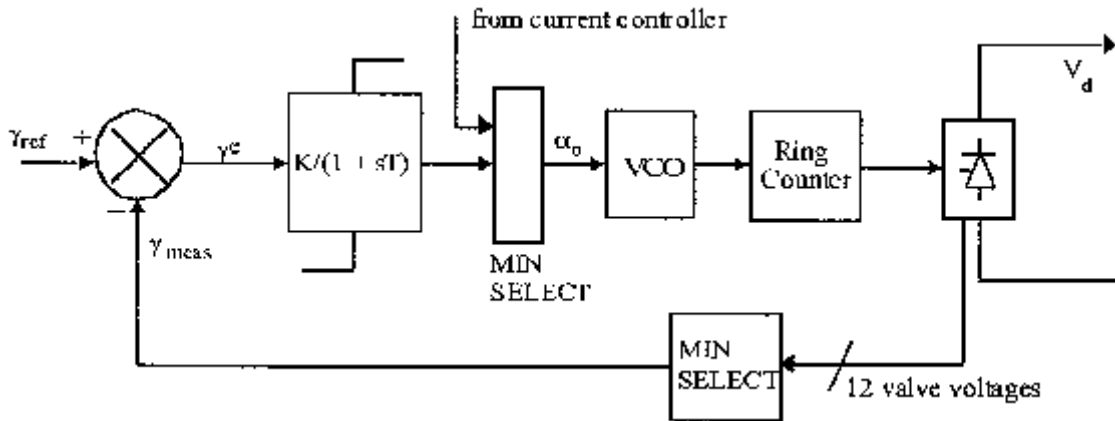 from current controller
V
d
γref
+
γe
K/(1 + sT)
αo
VCO
Ring
Counter
−
γmeas
MIN
SELECT
MIN
SELECT
12 valve voltages